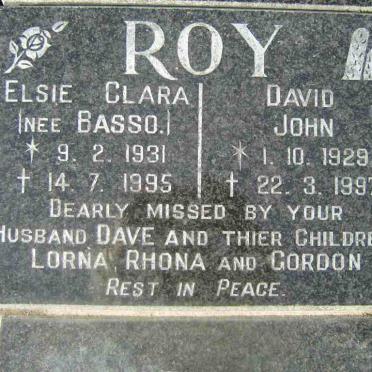 ROY
ELSIE CLARA
(NEE BASSO.)
* 9. 2. 1931
† 14. 7. 1995
DAVID
JOHN
* 1. 10. 1929
† 22. 3. 1997
DEARLY MISSED BY YOUR
HUSBAND DAVE AND THIER CHILDRE
LORNA, RHONA AND GORDON
REST IN PEACE.